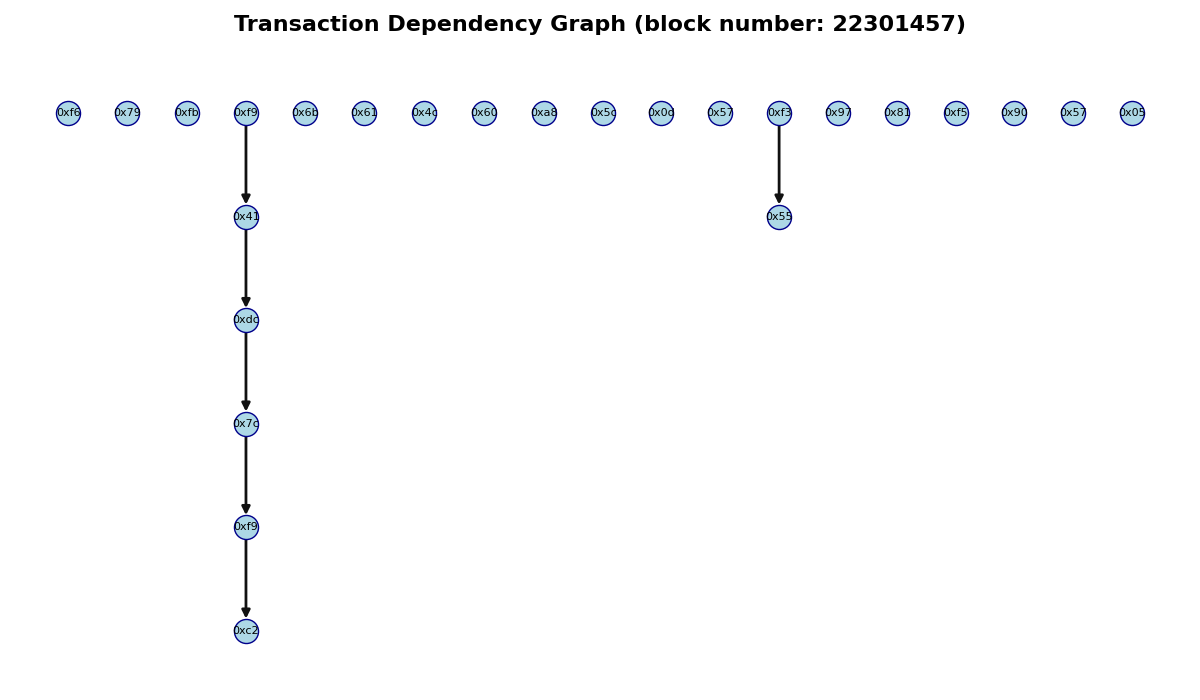 Transaction Dependency Graph (block number: 22301457)
0xf6 0x79 0xfb 0xf9 0x6b 0x61 0x4c 0x60 0xa8 0x5c 0x0d 0x57 0xf3 0x97 0x81 0xf5 0x90 0x57 0x05
0x41 0x55
0xdc
0x7c
0xf9
0xc2